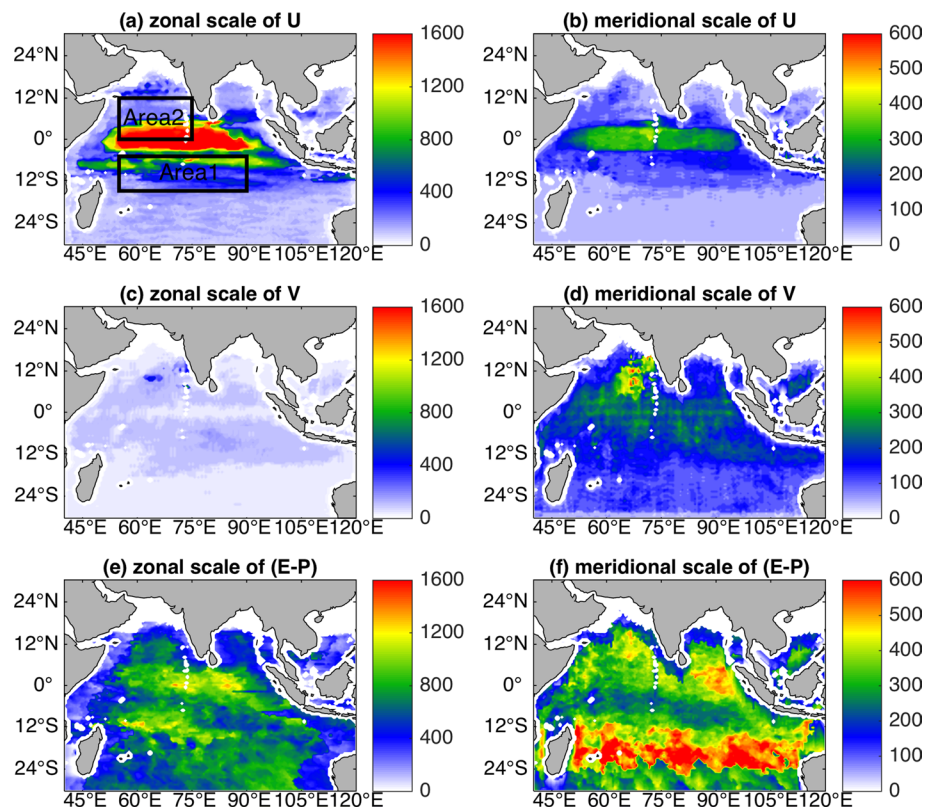 (a) zonal scale of U
24°N
12°N
0°
12°S
24°S
45°E 60°E 75°E 90°E 105°E 120°E
1600
1200
800
400
0
Area2
Area1
(b) meridional scale of U
24°N
12°N
0°
12°S
24°S
45°E 60°E 75°E 90°E 105°E 120°E
600
500
400
300
200
100
0
(c) zonal scale of V
24°N
12°N
0°
12°S
24°S
45°E 60°E 75°E 90°E 105°E 120°E
1600
1200
800
400
0
(d) meridional scale of V
24°N
12°N
0°
12°S
24°S
45°E 60°E 75°E 90°E 105°E 120°E
600
500
400
300
200
100
0
(e) zonal scale of (E-P)
24°N
12°N
0°
12°S
24°S
45°E 60°E 75°E 90°E 105°E 120°E
1600
1200
800
400
0
(f) meridional scale of (E-P)
24°N
12°N
0°
12°S
24°S
45°E 60°E 75°E 90°E 105°E 120°E
600
500
400
300
200
100
0